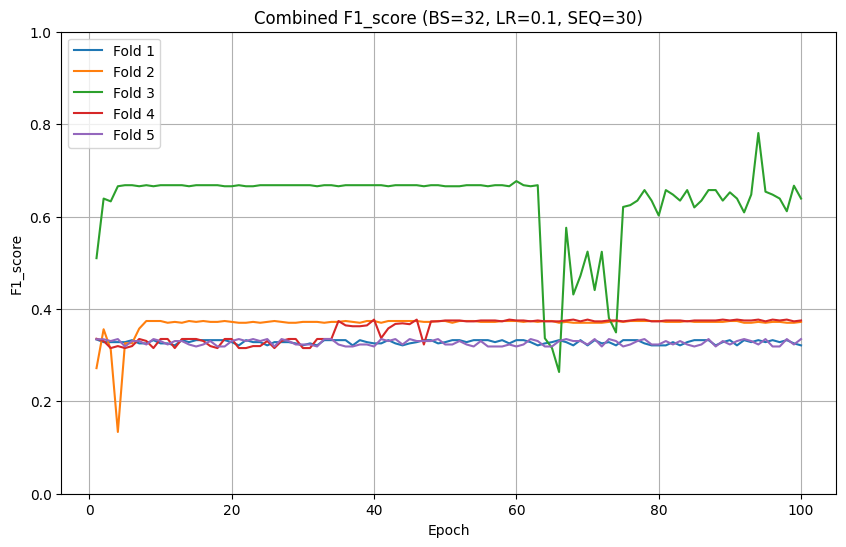 Combined F1_score (BS=32, LR=0.1, SEQ=30)
Fold 1
Fold 2
Fold 3
Fold 4
Fold 5
F1_score
1.0
0.8
0.6
0.4
0.2
0.0
0 20 40 60 80 100
Epoch